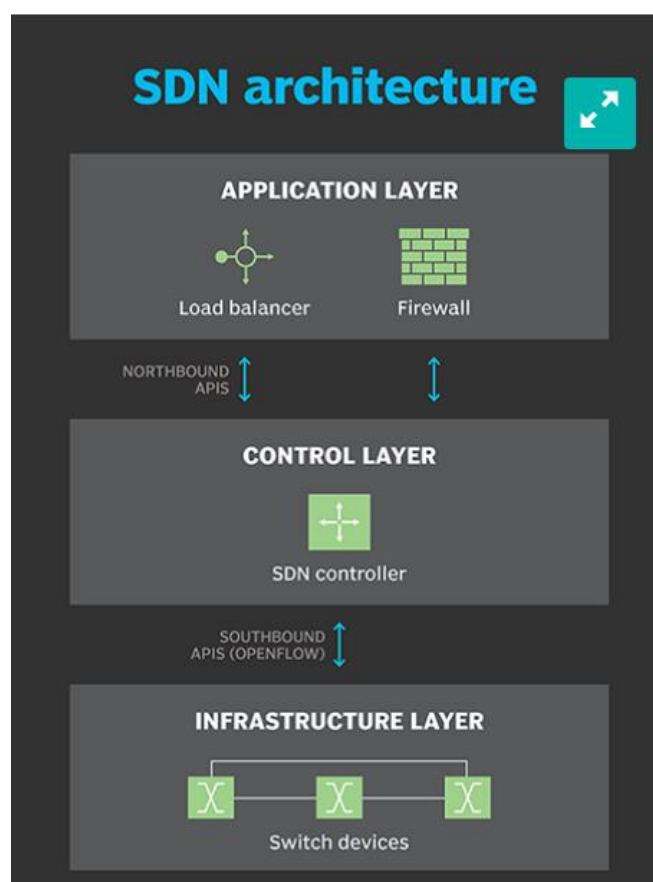 SDN architecture
APPLICATION LAYER
Load balancer
Firewall
NORTHBOUND
APIS
CONTROL LAYER
SDN controller
SOUTHBOUND
APIS (OPENFLOW)
INFRASTRUCTURE LAYER
Switch devices